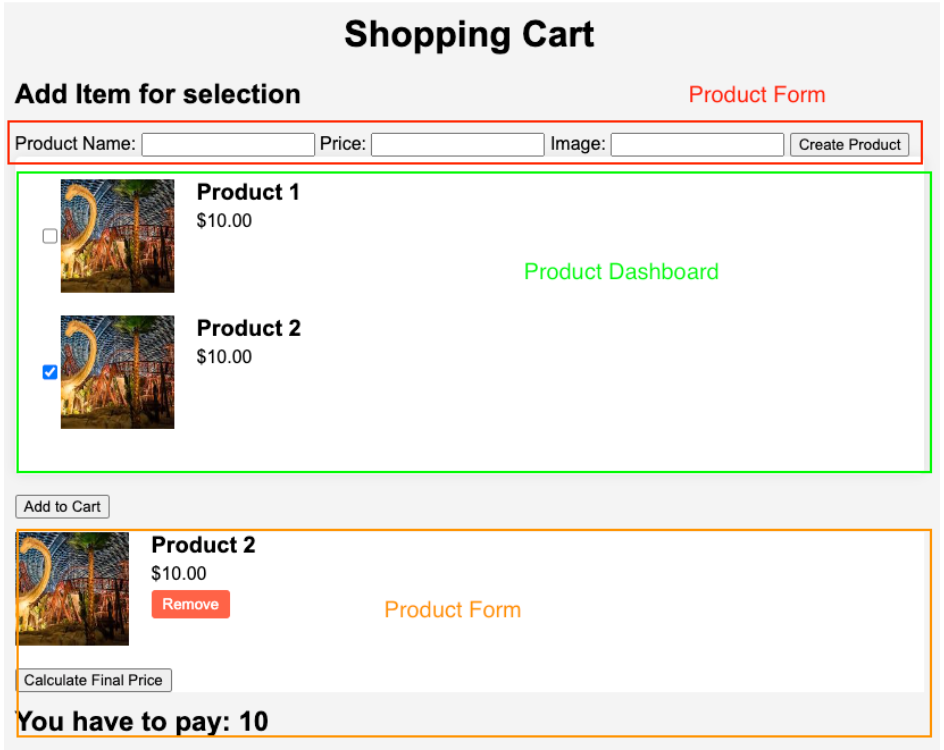 Shopping Cart
Add Item for selection
Product Form
Product Name: Price: Image: Create Product
Product 1
$10.00
Product Dashboard
Product 2
$10.00
Add to Cart
Product 2
$10.00
Remove
Product Form
Calculate Final Price
You have to pay: 10